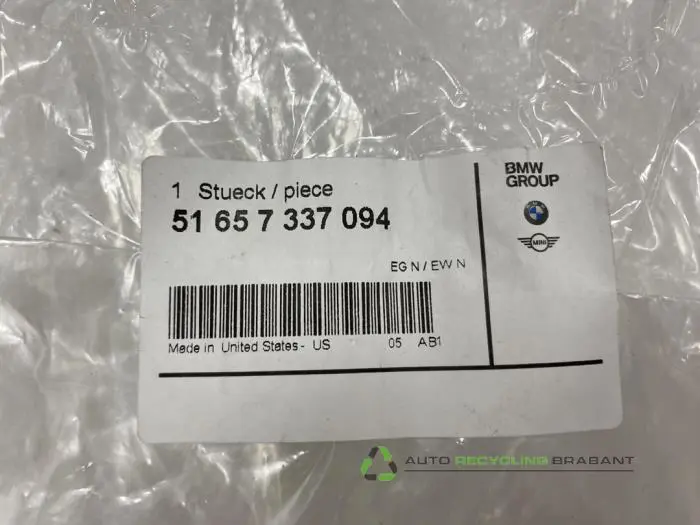 1 Stueck / piece
51 65 7 337 094
EG N / EW N
Made in United States - US 05 AB1
BMW
GROUP
MINI
AUTO RECYCLING BRABANT